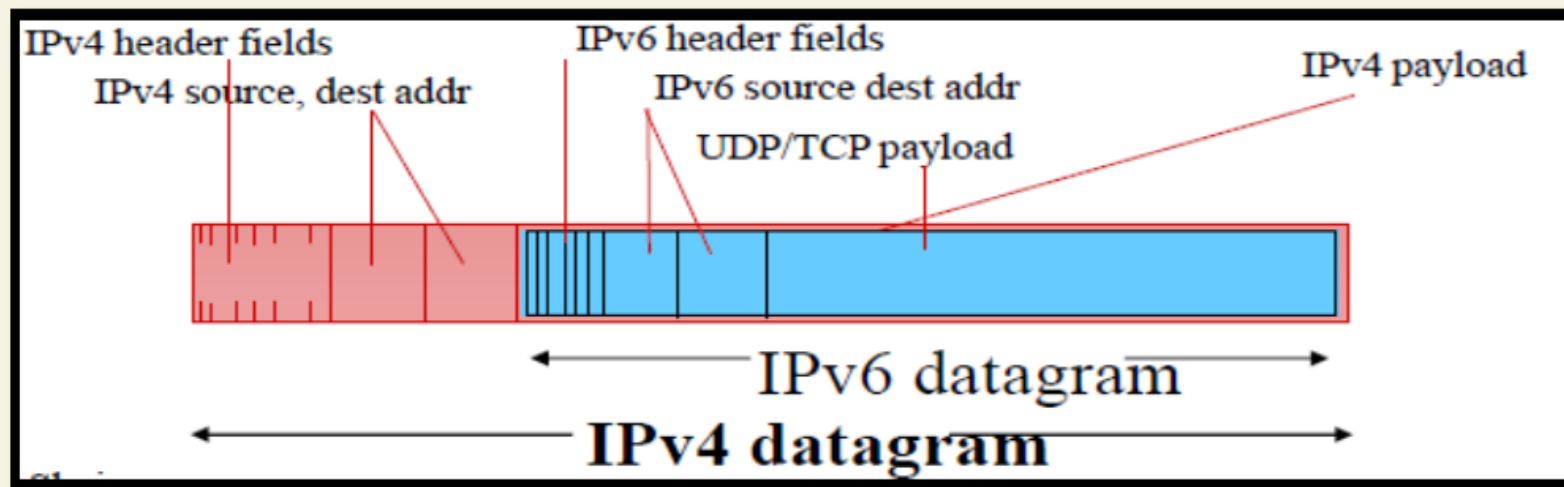 IPv4 header fields
IPv6 header fields
IPv4 payload
IPv4 source, dest addr
IPv6 source dest addr
UDP/TCP payload
IPv6 datagram
IPv4 datagram